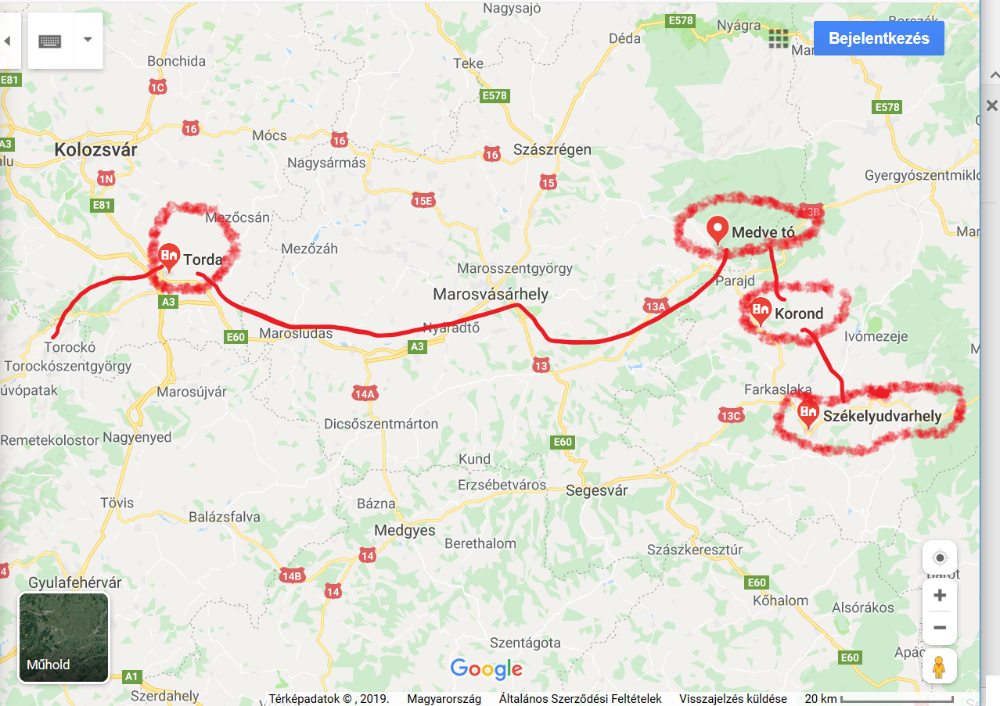 Nagysajó
E578
Nyágra
Borszék
Déda
Bejelentkezés
Bonchida
Teke
E81
1C
E578
E578
16
Mócs
16
A3
Kolozsvár
16
Szászrégen
Nagysármás
1N
15
Gyergyószentmikl
E81
15E
Mezőcsán
13B
Medve tó
Mezőzáh
Torda
Marosszentgyörgy
Parajd
Marosvásárhely
A3
13A
Korond
Nyárádtő
Marosludas
E60
Ivómezeje
Torockó
A3
Torockószentgyörgy
13
úvópatak
Marosújvár
14A
Farkaslaka
13C
Székelyudvarhely
Dicsőszentmárton
Remetekolostor
Nagyenyed
E60
Kund
Erzsébetváros
Segesvár
Tövis
Bázna
Balázsfalva
Medgyes
Berethalom
Szászkeresztúr
14
4
14B
Gyulafehérvár
E60
14
Kőhalom
Alsórákos
Szentágota
E60
Apác
Műhold
Google
A1
Szerdahely
Térképadatok © , 2019. Magyarország Általános Szerződési Feltételek Visszajelzés küldése 20 km